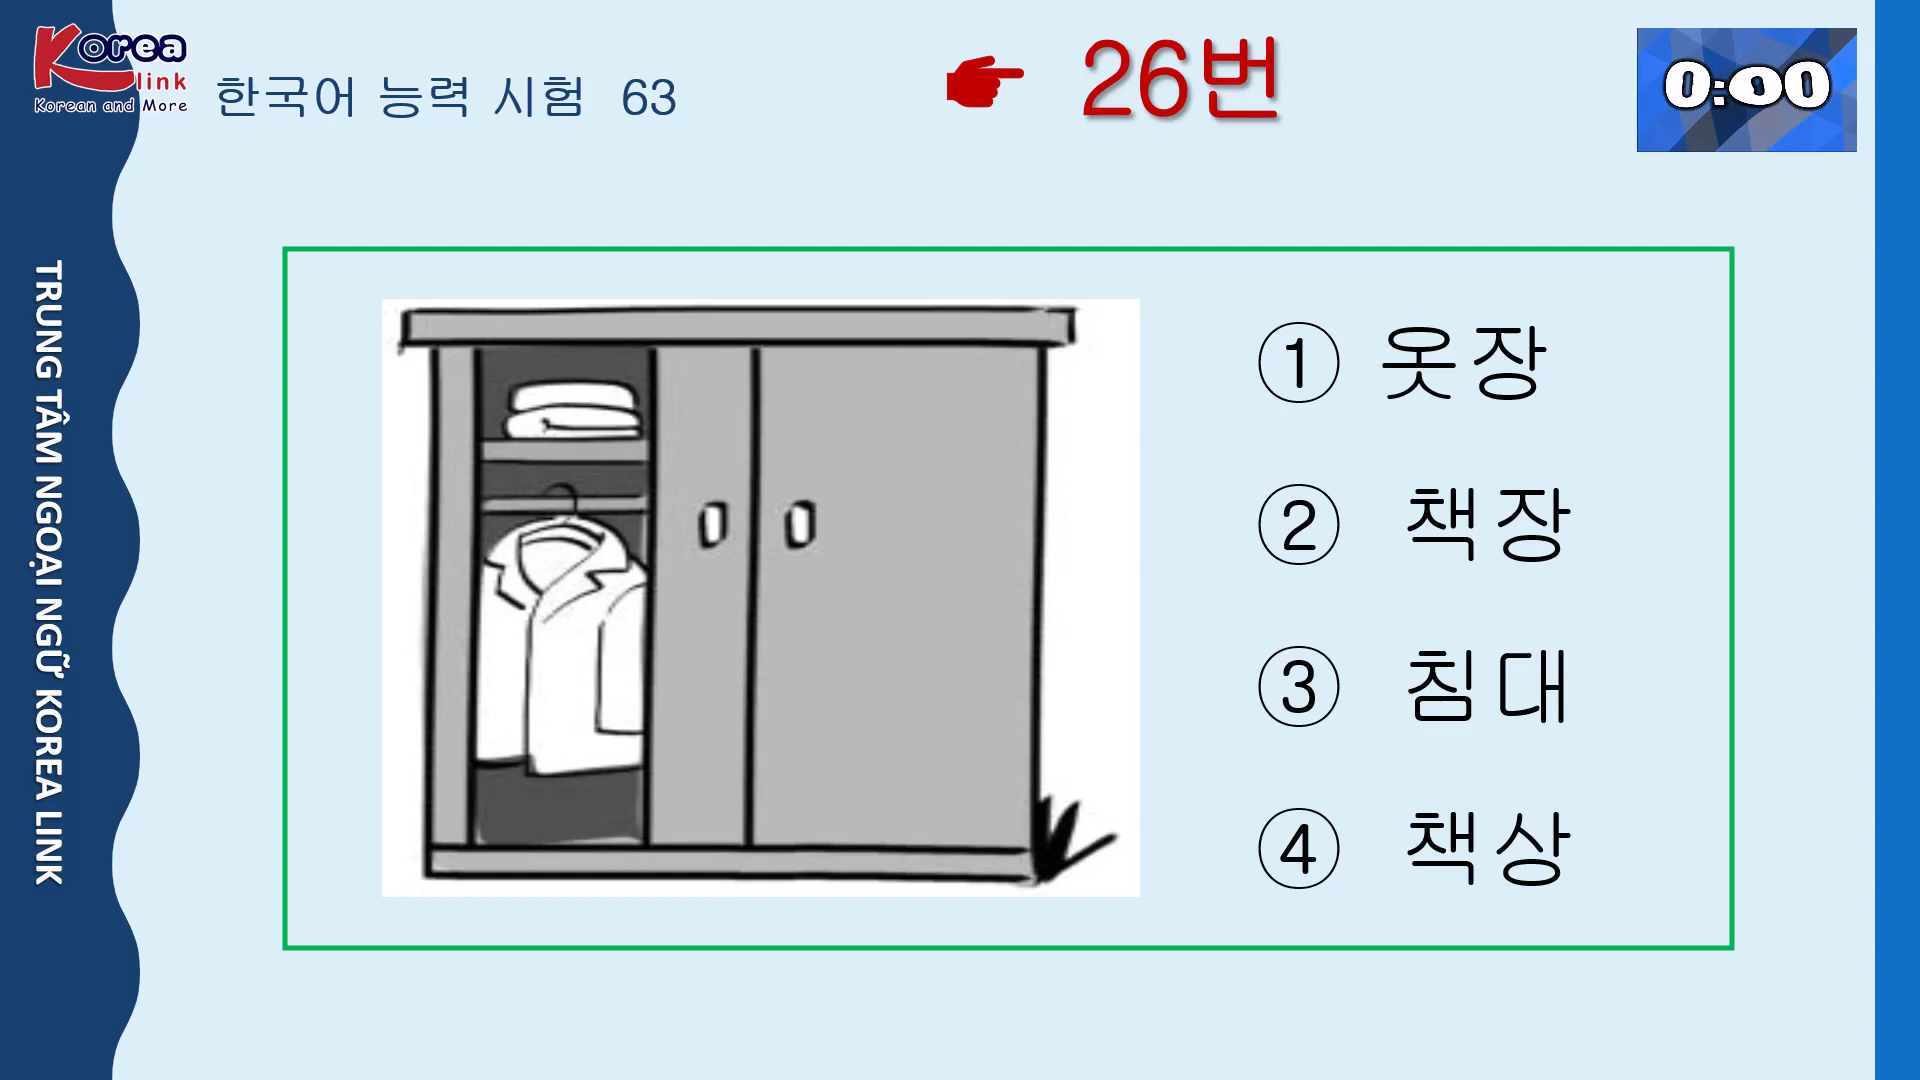 Korea
link
Korean and More
한국어 능력 시험 63
26번
0:00
TRUNG TÂM NGOẠI NGỮ KOREA LINK
① 옷장
② 책장
③ 침대
④ 책상